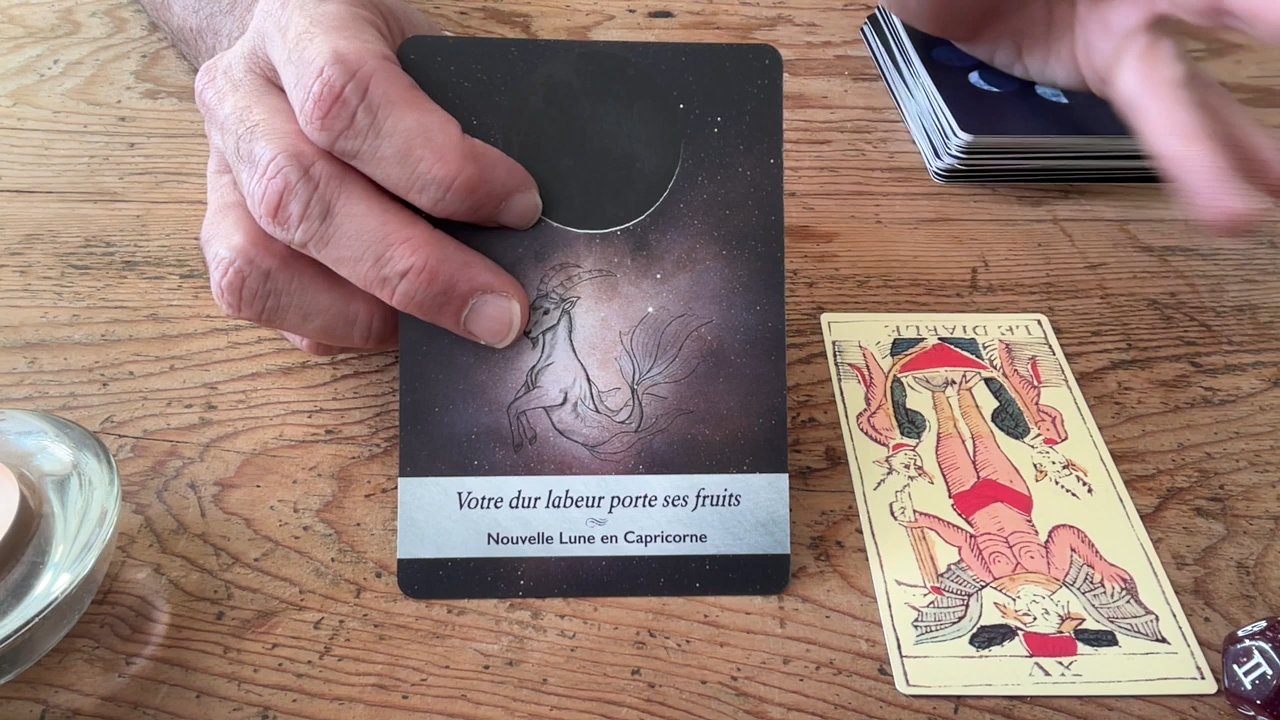 Votre dur labeur porte ses fruits
Nouvelle Lune en Capricorne
LE DIABLE
XV